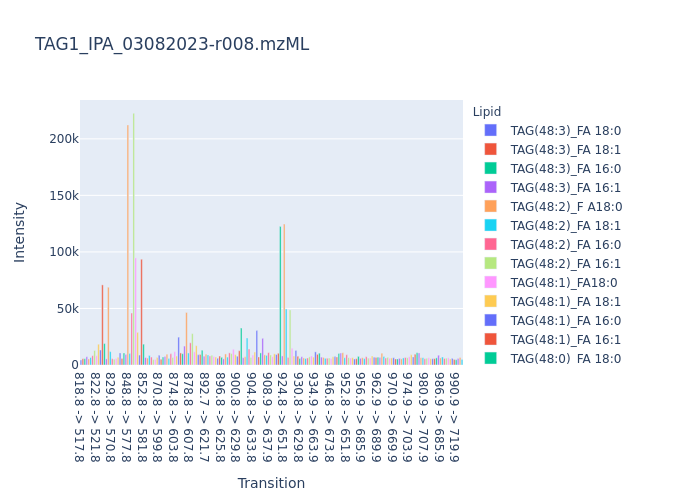 TAG1_IPA_03082023-r008.mzML
Lipid
TAG(48:3)_FA 18:0
TAG(48:3)_FA 18:1
TAG(48:3)_FA 16:0
TAG(48:3)_FA 16:1
TAG(48:2)_F A18:0
TAG(48:2)_FA 18:1
TAG(48:2)_FA 16:0
TAG(48:2)_FA 16:1
TAG(48:1)_FA18:0
TAG(48:1)_FA 18:1
TAG(48:1)_FA 16:0
TAG(48:1)_FA 16:1
TAG(48:0)_FA 18:0
200k
150k
100k
50k
0
Intensity
818.8 -> 517.8
822.8 -> 521.8
829.8 -> 570.8
848.8 -> 577.8
852.8 -> 581.8
870.8 -> 599.8
874.8 -> 603.8
878.8 -> 607.8
892.7 -> 621.7
896.8 -> 625.8
900.8 -> 629.8
904.8 -> 633.8
908.9 -> 637.9
924.8 -> 651.8
930.8 -> 629.8
934.9 -> 663.9
946.8 -> 673.8
952.8 -> 651.8
956.9 -> 685.9
962.9 -> 689.9
970.9 -> 669.9
974.9 -> 703.9
980.9 -> 707.9
986.9 -> 685.9
990.9 -> 719.9
Transition